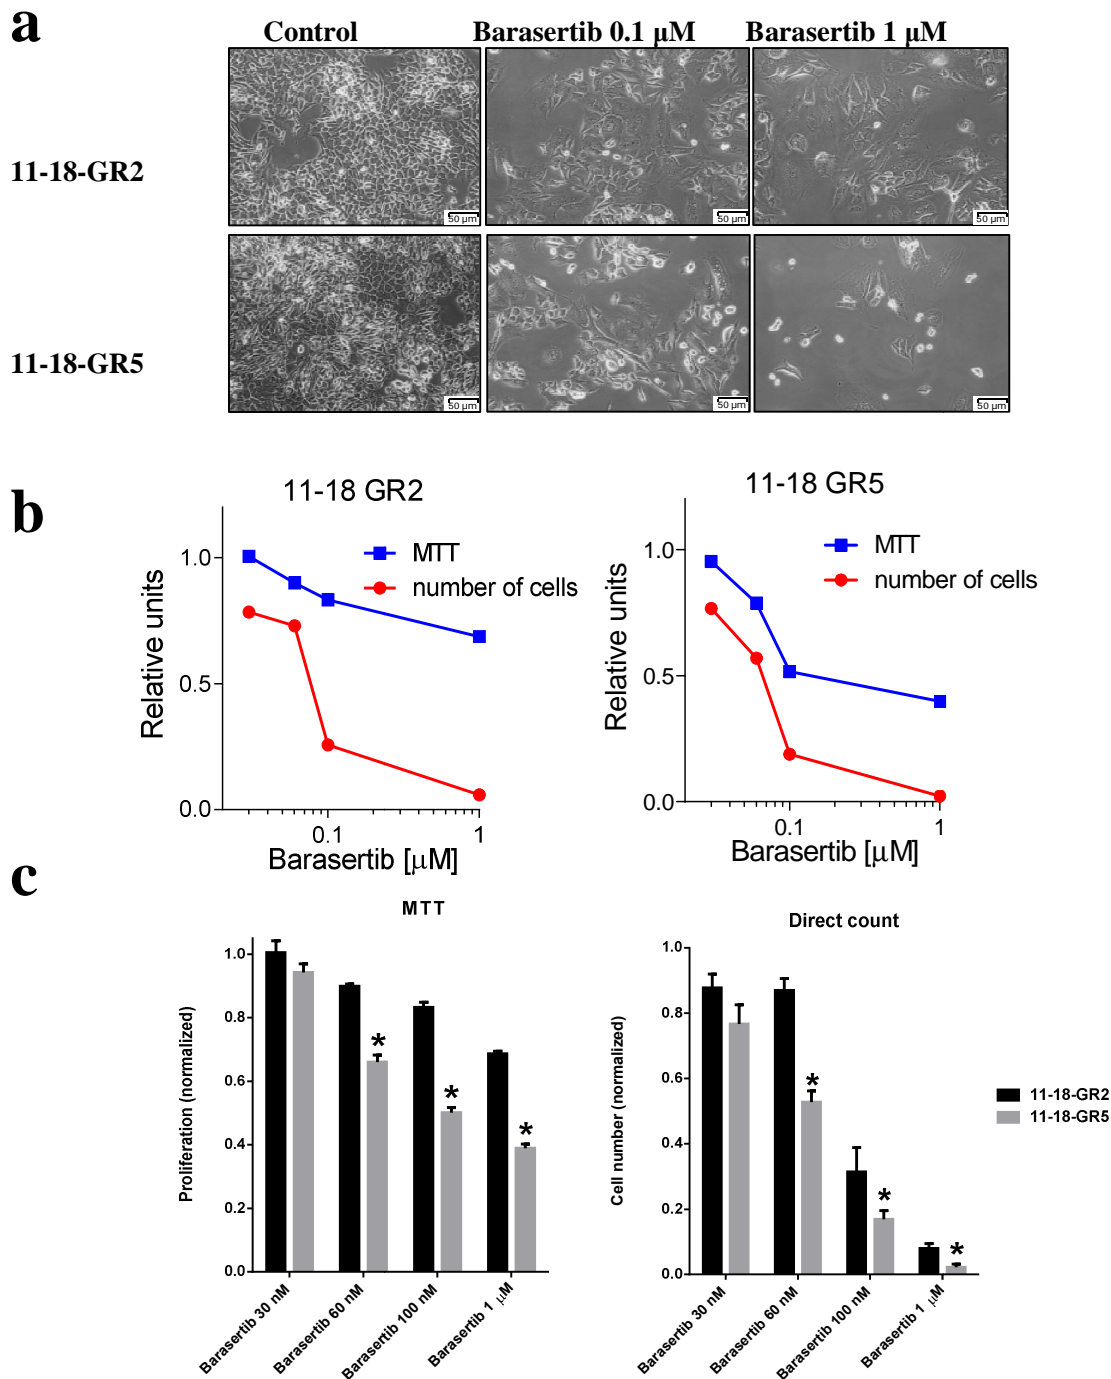 a
Control Barasertib 0.1 μM Barasertib 1 μM
11-18-GR2
50 μm 50 μm 50 μm
11-18-GR5
50 μm 50 μm 50 μm
b
11-18 GR2
MTT
number of cells
Relative units
1.0
0.5
0.0
0.1 1
Barasertib [μM]
11-18 GR5
MTT
number of cells
Relative units
1.0
0.5
0.0
0.1 1
Barasertib [μM]
c
MTT
Proliferation (normalized)
1.0
0.8
0.6
0.4
0.2
0.0
* * *
Barasertib 30 nM
Barasertib 60 nM
Barasertib 100 nM
Barasertib 1 μM
Direct count
Cell number (normalized)
1.0
0.8
0.6
0.4
0.2
0.0
* * *
Barasertib 30 nM
Barasertib 60 nM
Barasertib 100 nM
Barasertib 1 μM
11-18-GR2
11-18-GR5